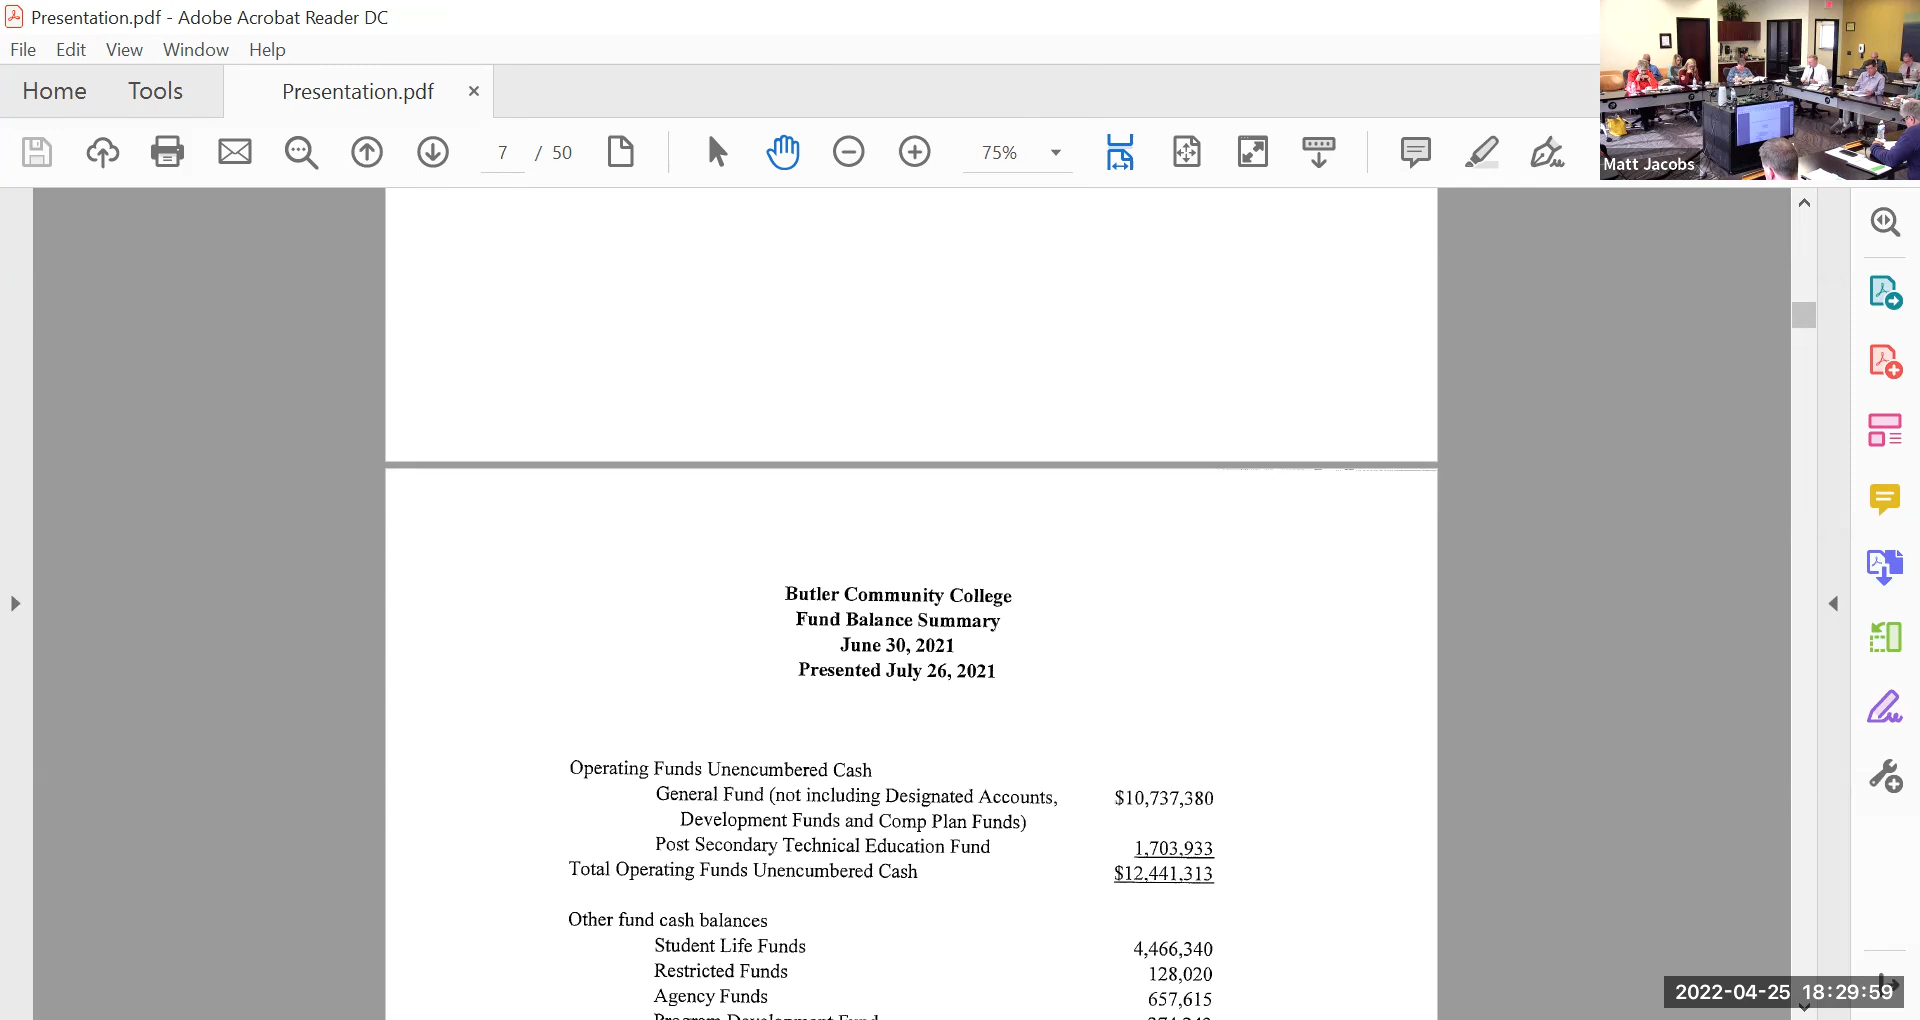 Presentation.pdf - Adobe Acrobat Reader DC
File Edit View Window Help
Home Tools Presentation.pdf
7 / 50 75%
Matt Jacobs
Butler Community College
Fund Balance Summary
June 30, 2021
Presented July 26, 2021
Operating Funds Unencumbered Cash
General Fund (not including Designated Accounts, $10,737,380
Development Funds and Comp Plan Funds)
Post Secondary Technical Education Fund 1,703,933
Total Operating Funds Unencumbered Cash $12,441,313
Other fund cash balances
Student Life Funds 4,466,340
Restricted Funds 128,020
Agency Funds 657,615
Program Development Fund
2022-04-25 18:29:59